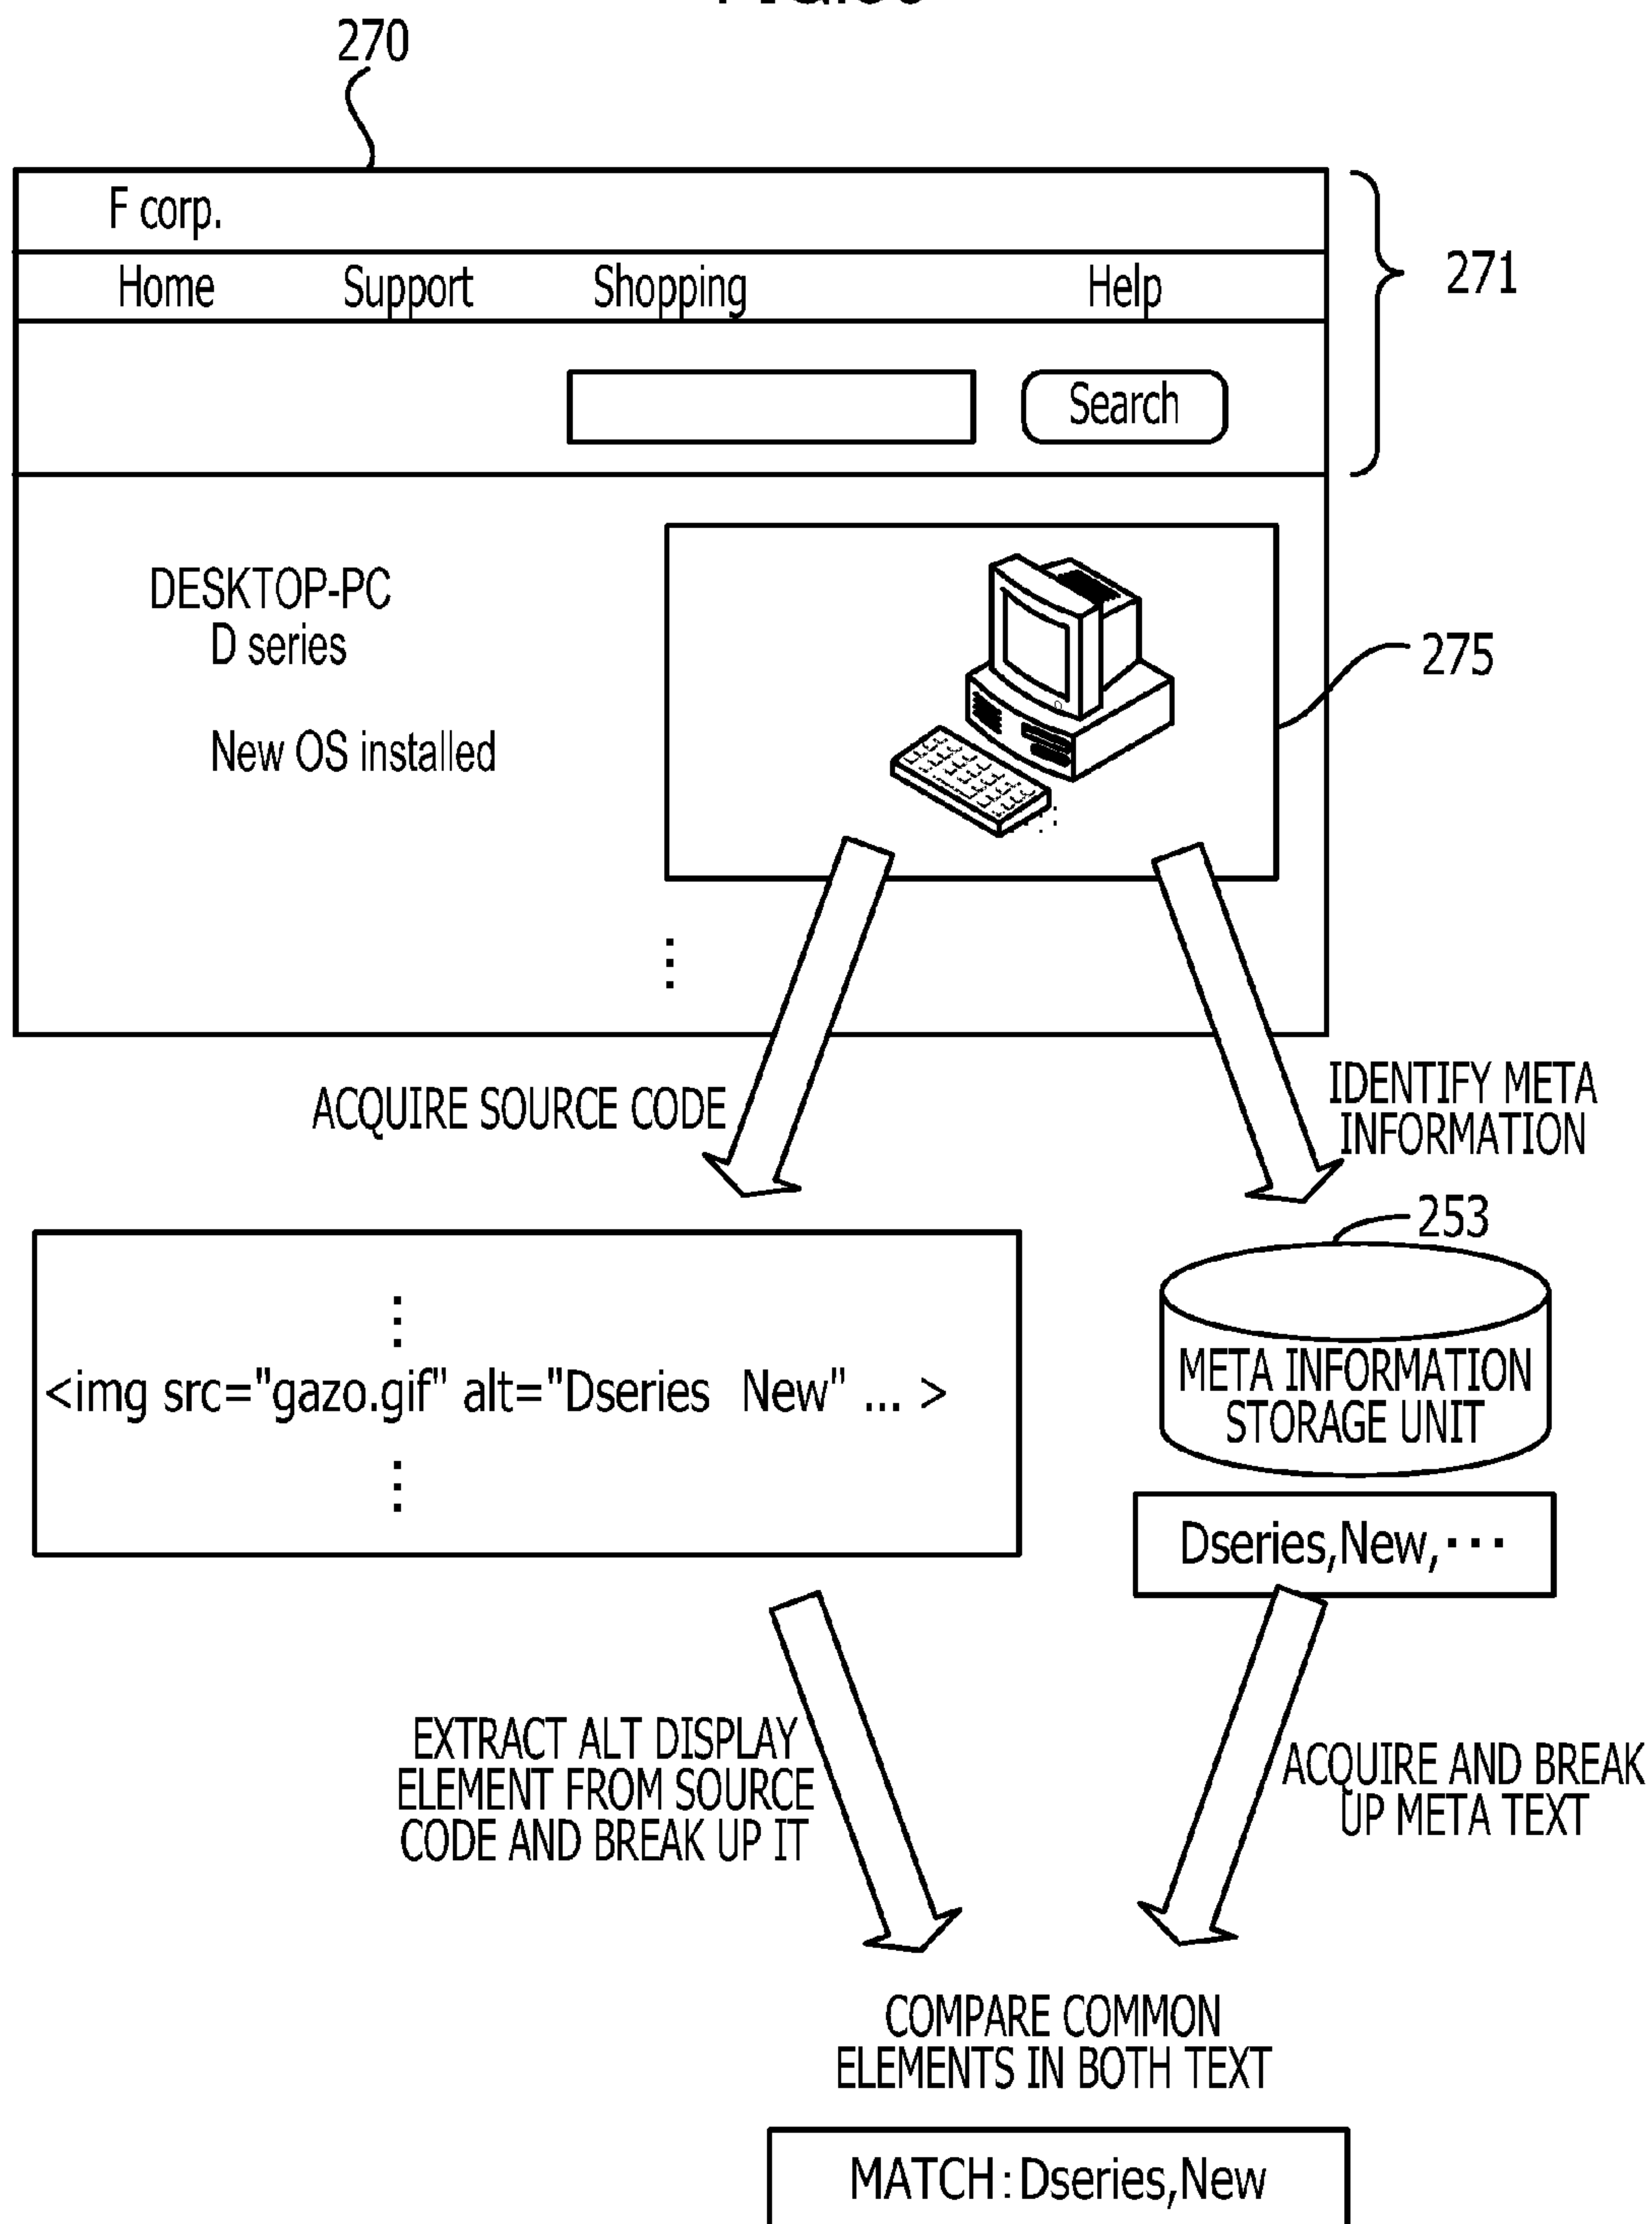 270
F corp.
271
Home Support Shopping Help
Search
DESKTOP-PC
D series
275
New OS installed
ACQUIRE SOURCE CODE
IDENTIFY META
INFORMATION
253
<img src="gazo.gif" alt="Dseries New" ... >
META INFORMATION
STORAGE UNIT
Dseries,New,···
EXTRACT ALT DISPLAY
ELEMENT FROM SOURCE
CODE AND BREAK UP IT
ACQUIRE AND BREAK
UP META TEXT
COMPARE COMMON
ELEMENTS IN BOTH TEXT
MATCH:Dseries,New